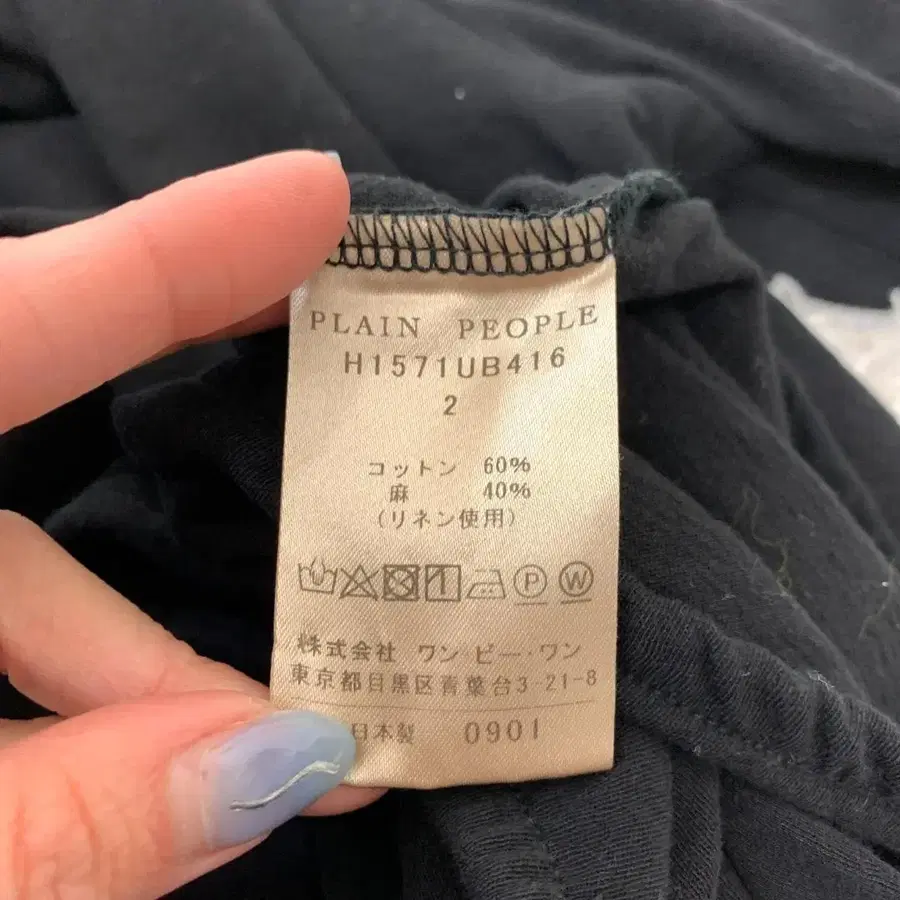 PLAIN PEOPLE
H1571UB416
2
コットン 60%
麻 40%
(リネン使用)
P W
株式会社 ワン・ビー・ワン
東京都目黒区青葉台3-21-8
日本製 0901